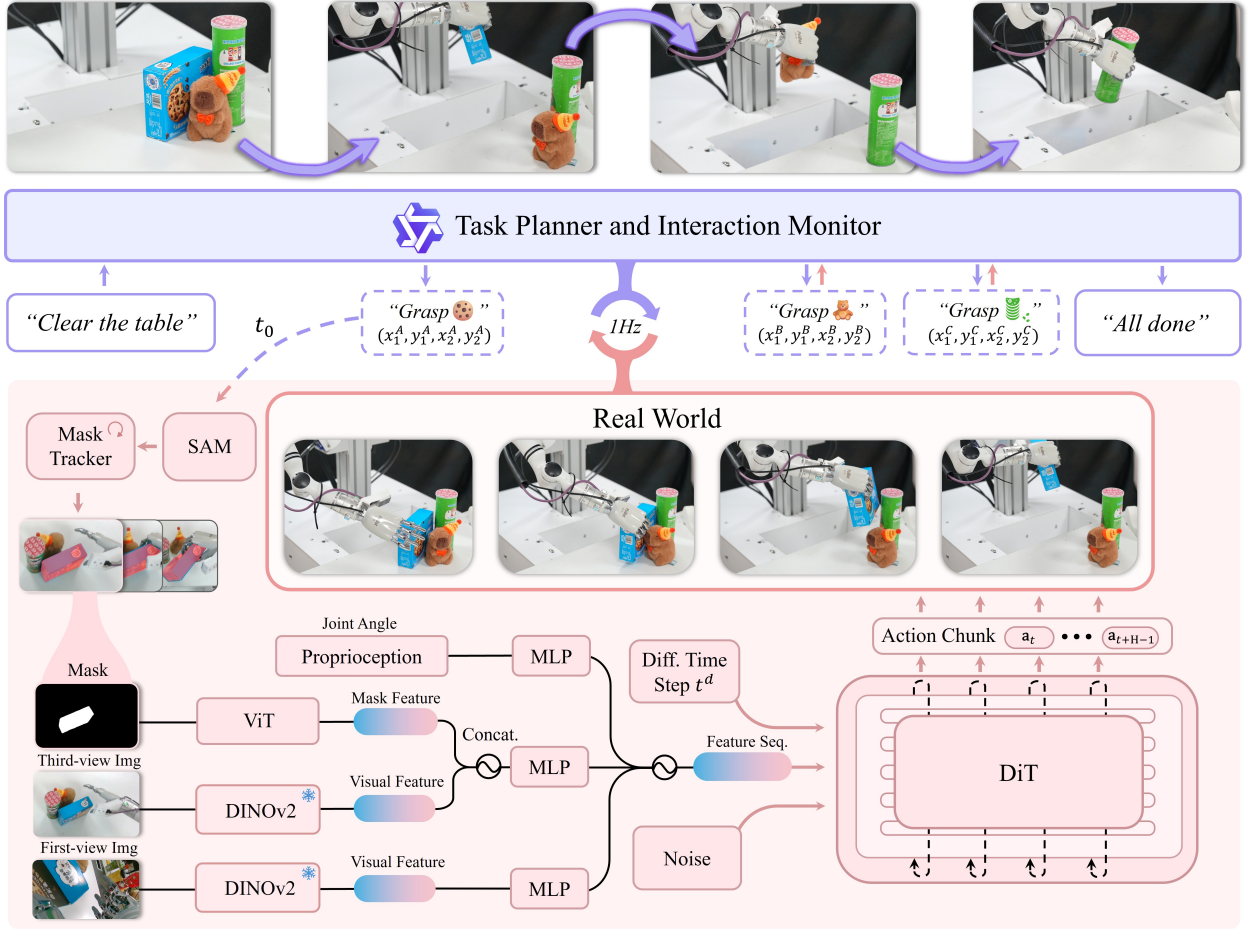 Task Planner and Interaction Monitor
“Clear the table”
t₀
“Grasp ”
(x₁ᴬ, y₁ᴬ, x₂ᴬ, y₂ᴬ)
1Hz
“Grasp ”
(x₁ᴮ, y₁ᴮ, x₂ᴮ, y₂ᴮ)
“Grasp ”
(x₁ᶜ, y₁ᶜ, x₂ᶜ, y₂ᶜ)
“All done”
Real World
Mask
Tracker
SAM
Action Chunk aₜ ••• aₜ₊H₋₁
Joint Angle
Proprioception
MLP
Diff. Time
Step tᵈ
Mask
ViT
Mask Feature
Concat.
Third-view Img
DINOv2
Visual Feature
MLP
Feature Seq.
DiT
First-view Img
DINOv2
Visual Feature
MLP
Noise